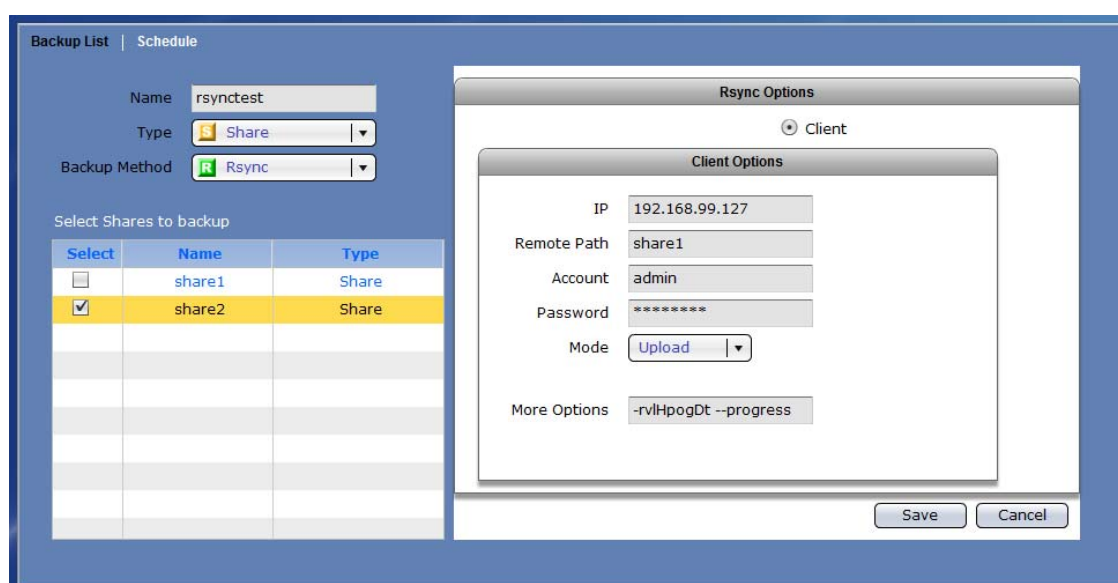 Backup List | Schedule
Name rsynctest
Type S Share
Backup Method R Rsync
Select Shares to backup
Select Name Type
share1 Share
share2 Share
Rsync Options
Client
Client Options
IP 192.168.99.127
Remote Path share1
Account admin
Password ********
Mode Upload
More Options -rvlHpogDt --progress
Save Cancel